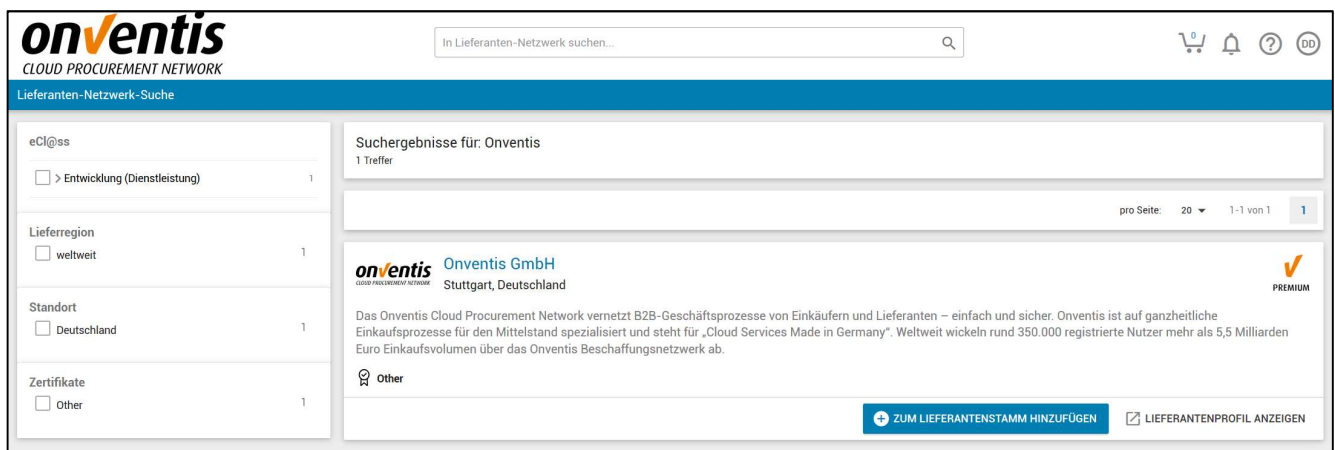 onventis
CLOUD PROCUREMENT NETWORK
In Lieferanten-Netzwerk suchen...
0
DD
Lieferanten-Netzwerk-Suche
eCl@ss
Entwicklung (Dienstleistung) 1
Lieferregion
weltweit 1
Standort
Deutschland 1
Zertifikate
Other 1
Suchergebnisse für: Onventis
1 Treffer
pro Seite: 20 1-1 von 1 1
onventis
CLOUD PROCUREMENT NETWORK
Onventis GmbH
Stuttgart, Deutschland
PREMIUM
Das Onventis Cloud Procurement Network vernetzt B2B-Geschäftsprozesse von Einkäufern und Lieferanten – einfach und sicher. Onventis ist auf ganzheitliche
Einkaufsprozesse für den Mittelstand spezialisiert und steht für „Cloud Services Made in Germany“. Weltweit wickeln rund 350.000 registrierte Nutzer mehr als 5,5 Milliarden
Euro Einkaufsvolumen über das Onventis Beschaffungsnetzwerk ab.
Other
ZUM LIEFERANTENSTAMM HINZUFÜGEN
LIEFERANTENPROFIL ANZEIGEN